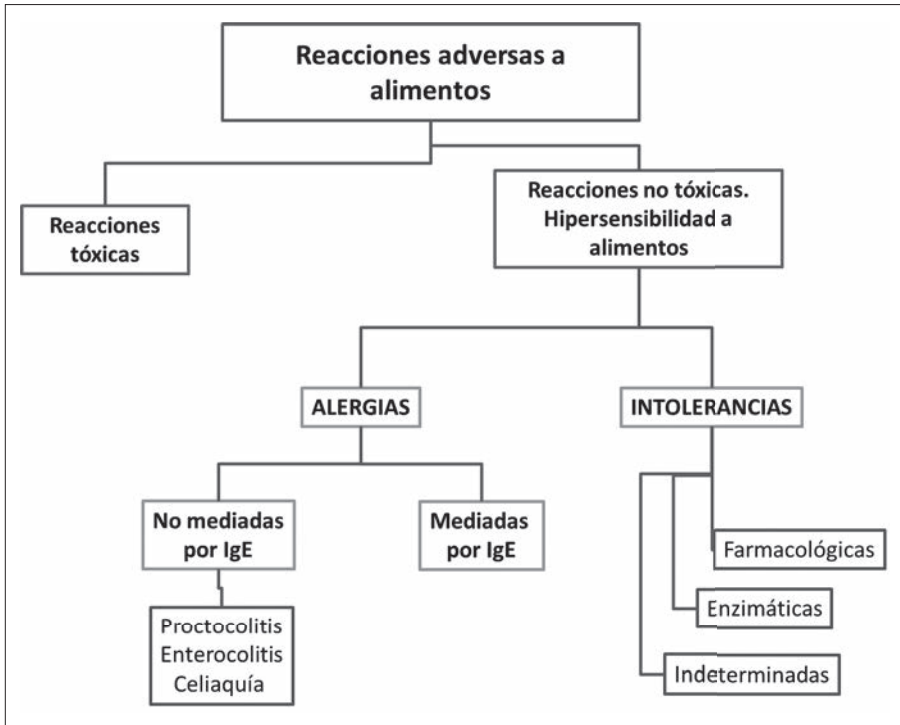 Reacciones adversas a
alimentos
Reacciones
tóxicas
Reacciones no tóxicas.
Hipersensibilidad a
alimentos
ALERGIAS
INTOLERANCIAS
No mediadas
por IgE
Mediadas
por IgE
Proctocolitis
Enterocolitis
Celiaquía
Farmacológicas
Enzimáticas
Indeterminadas